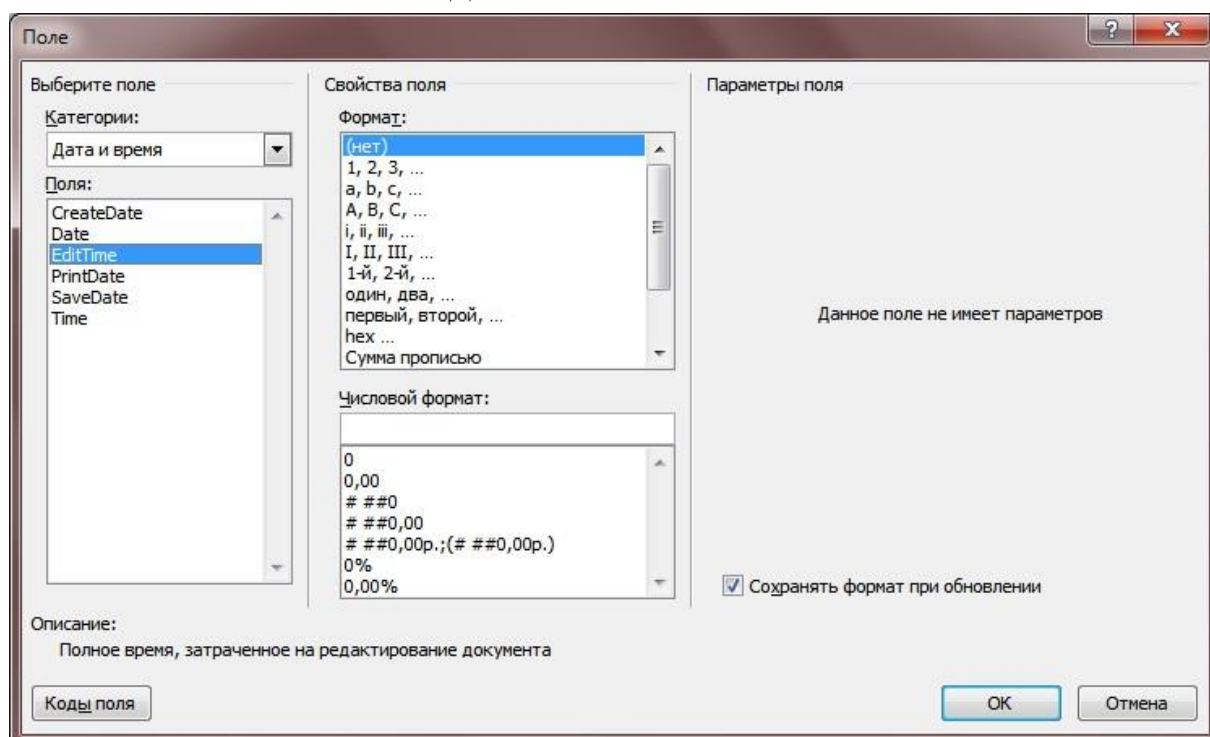 Поле
Выберите поле
Категории:
Дата и время
Поля:
CreateDate
Date
EditTime
PrintDate
SaveDate
Time
Свойства поля
Формат:
(нет)
1, 2, 3, ...
a, b, c, ...
A, B, C, ...
i, ii, iii, ...
I, II, III, ...
1-й, 2-й, ...
один, два, ...
первый, второй, ...
hex ...
Сумма прописью
Числовой формат:
0
0,00
# ##0
# ##0,00
# ##0,00р.;(# ##0,00р.)
0%
0,00%
Параметры поля
Данное поле не имеет параметров
Сохранять формат при обновлении
Описание:
Полное время, затраченное на редактирование документа
Коды поля
ОК
Отмена